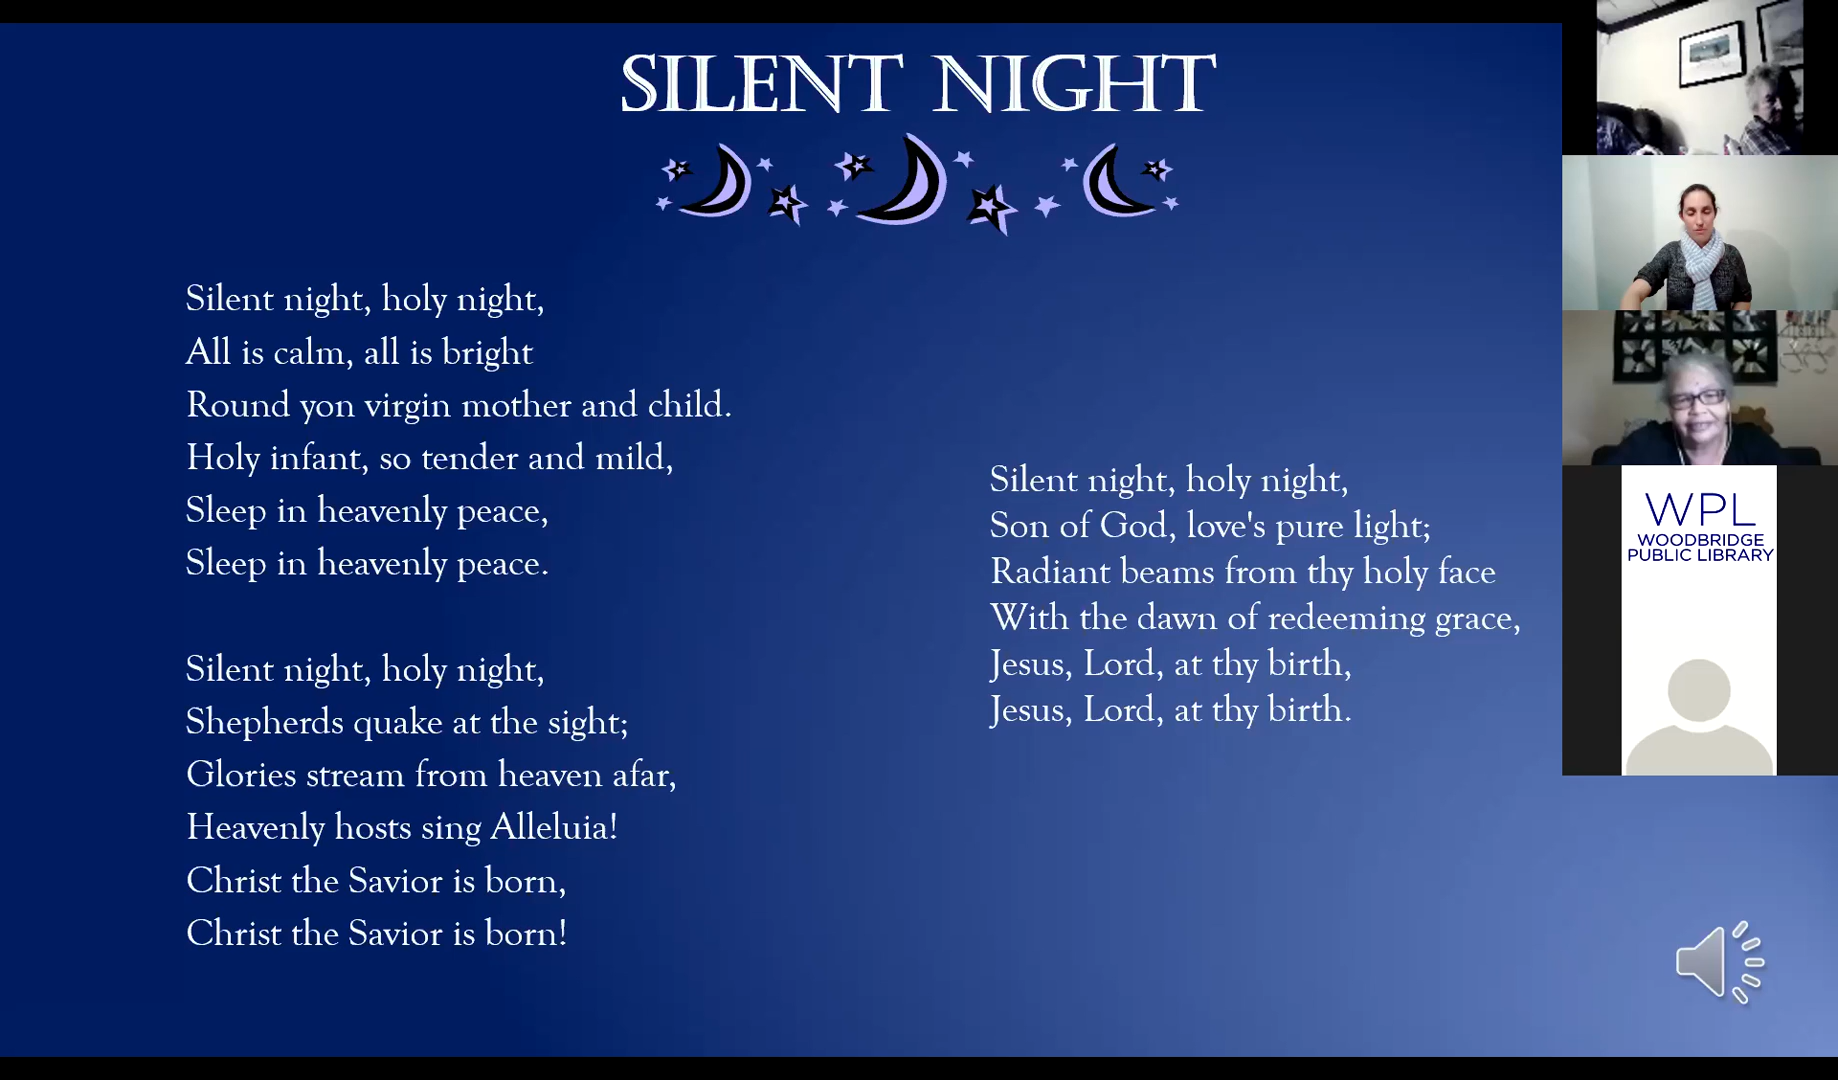 SILENT NIGHT
Silent night, holy night,
All is calm, all is bright
Round yon virgin mother and child.
Holy infant, so tender and mild,
Sleep in heavenly peace,
Sleep in heavenly peace.
Silent night, holy night,
Shepherds quake at the sight;
Glories stream from heaven afar,
Heavenly hosts sing Alleluia!
Christ the Savior is born,
Christ the Savior is born!
Silent night, holy night,
Son of God, love's pure light;
Radiant beams from thy holy face
With the dawn of redeeming grace,
Jesus, Lord, at thy birth,
Jesus, Lord, at thy birth.
WPL
WOODBRIDGE
PUBLIC LIBRARY